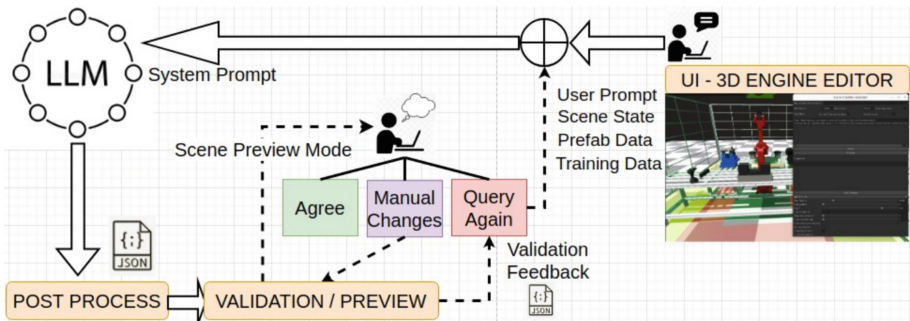 LLM
System Prompt
UI - 3D ENGINE EDITOR
User Prompt
Scene State
Prefab Data
Training Data
Scene Preview Mode
Agree
Manual
Changes
Query
Again
Validation
Feedback
{;}
JSON
{;}
JSON
POST PROCESS
VALIDATION / PREVIEW